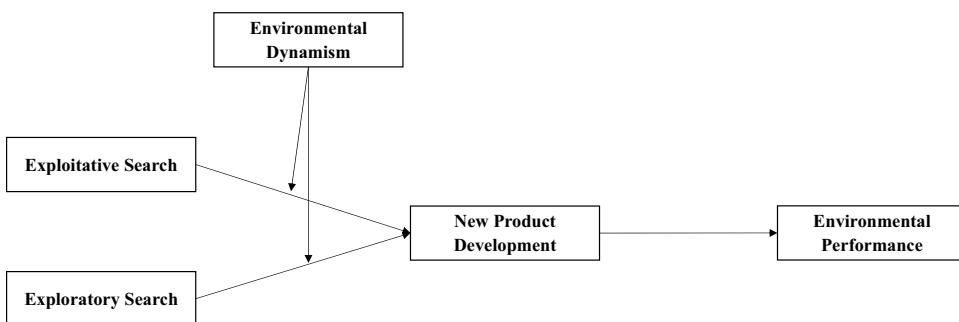 Environmental
Dynamism
Exploitative Search
New Product
Development
Environmental
Performance
Exploratory Search